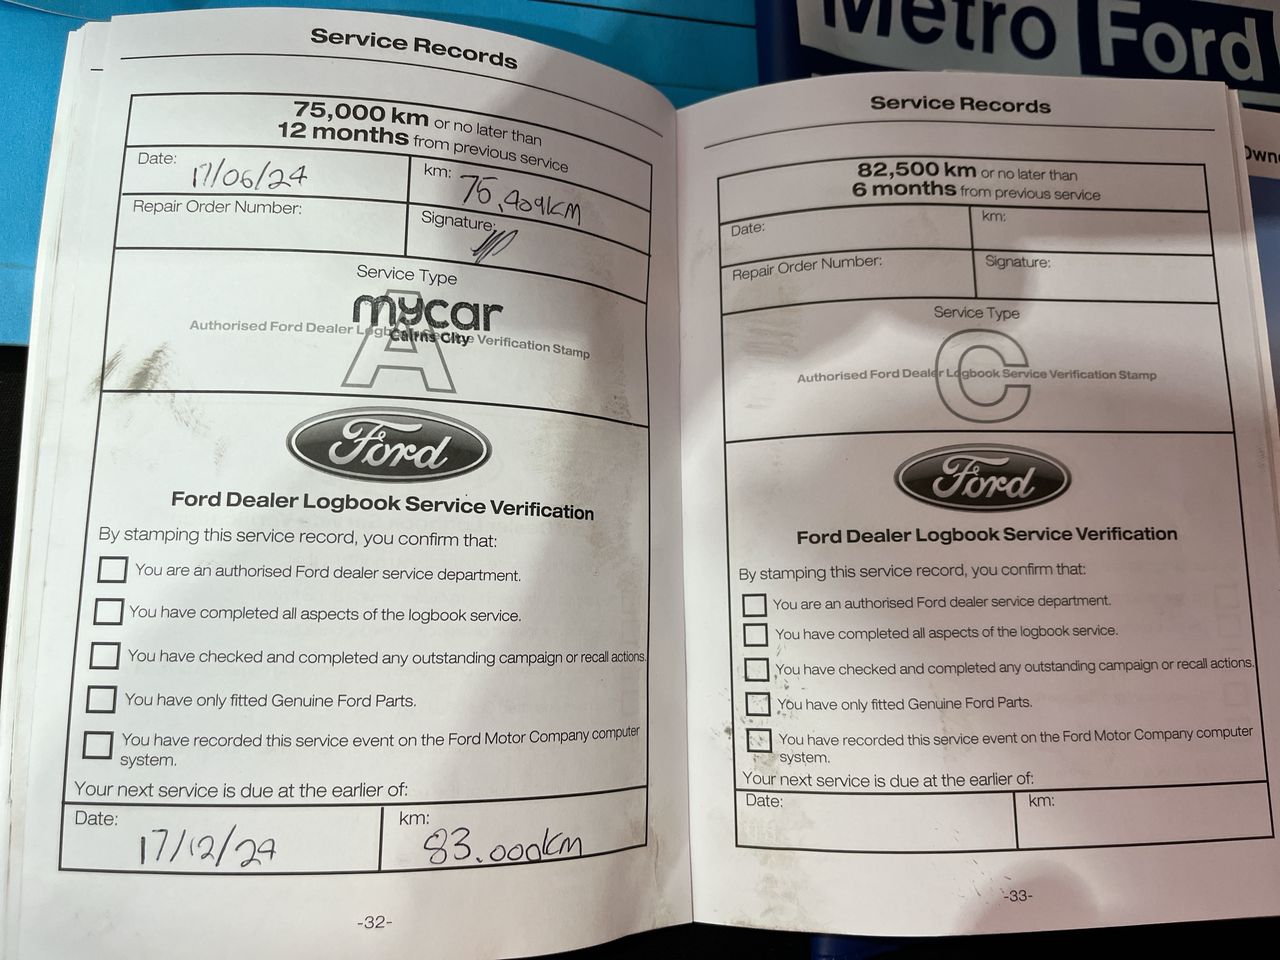 Metro Ford
Service Records
75,000 km or no later than
12 months from previous service
Date: 17/06/24
km: 75,409KM
Repair Order Number:
Signature:
Service Type
A
mycar
Cairns City
Authorised Ford Dealer Logbook Service Verification Stamp
Ford
Ford Dealer Logbook Service Verification
By stamping this service record, you confirm that:
You are an authorised Ford dealer service department.
You have completed all aspects of the logbook service.
You have checked and completed any outstanding campaign or recall actions.
You have only fitted Genuine Ford Parts.
You have recorded this service event on the Ford Motor Company computer
system.
Your next service is due at the earlier of:
Date: 17/12/24
km: 83.000KM
-32-
Service Records
82,500 km or no later than
6 months from previous service
Date:
km:
Repair Order Number:
Signature:
Service Type
C
Authorised Ford Dealer Logbook Service Verification Stamp
Ford
Ford Dealer Logbook Service Verification
By stamping this service record, you confirm that:
You are an authorised Ford dealer service department.
You have completed all aspects of the logbook service.
You have checked and completed any outstanding campaign or recall actions.
You have only fitted Genuine Ford Parts.
You have recorded this service event on the Ford Motor Company computer
system.
Your next service is due at the earlier of:
Date:
km:
-33-